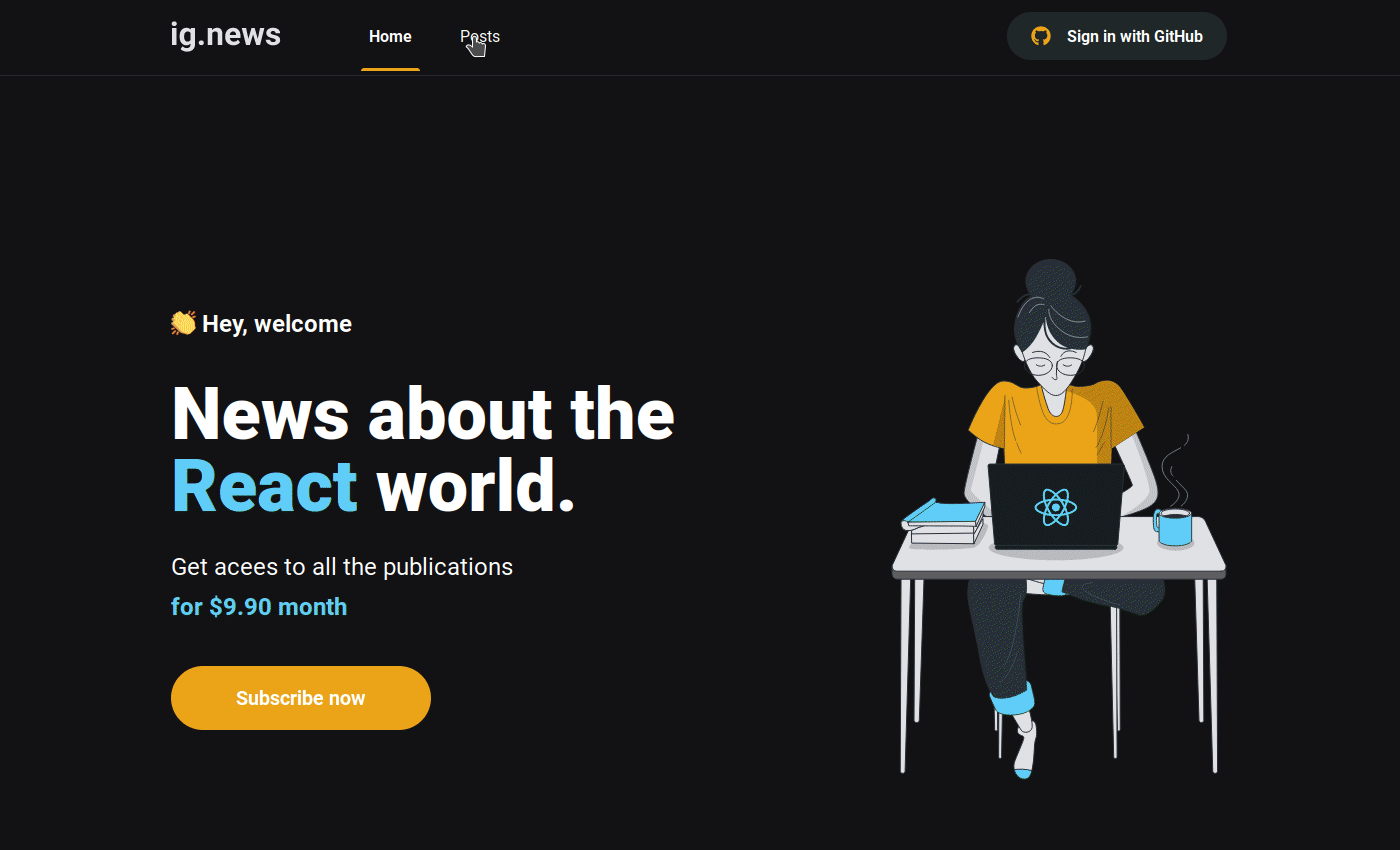 ig.news
Home
Posts
Sign in with GitHub
👏 Hey, welcome
News about the
React world.
Get acees to all the publications
for $9.90 month
Subscribe now